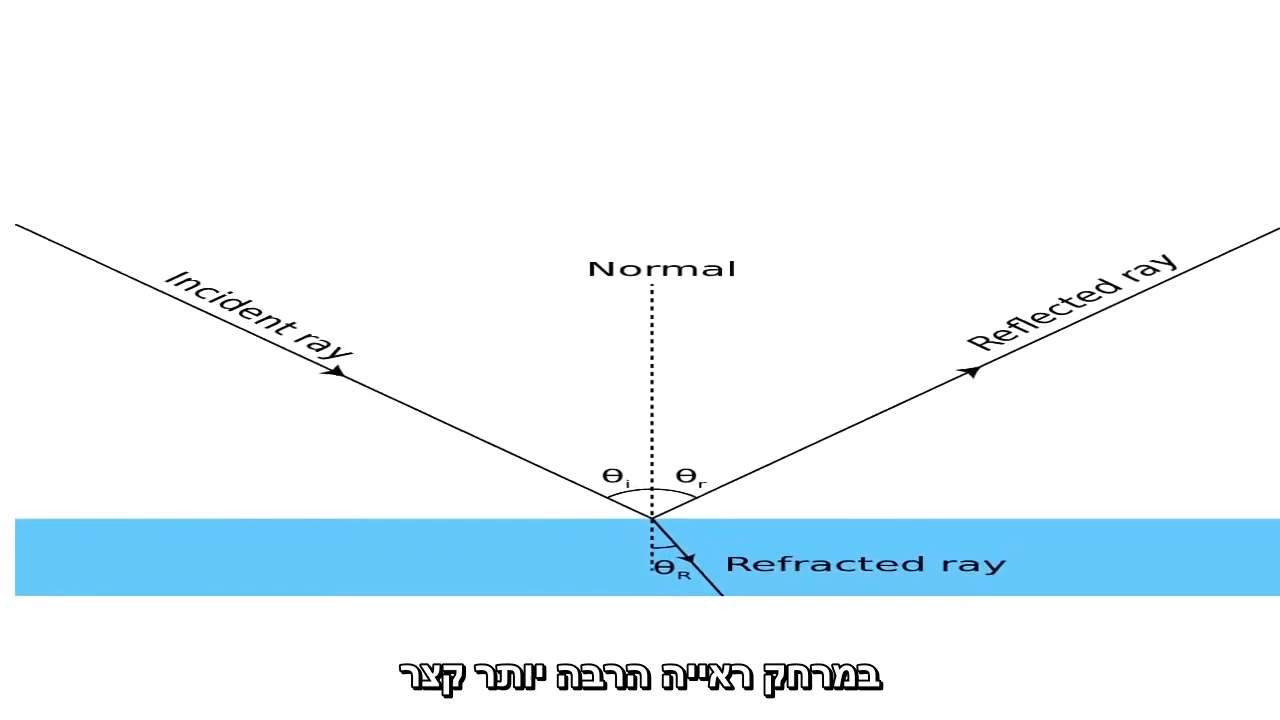 Normal
Incident ray
Reflected ray
θi
θr
θR
Refracted ray
במרחק ראייה הרבה יותר קצר